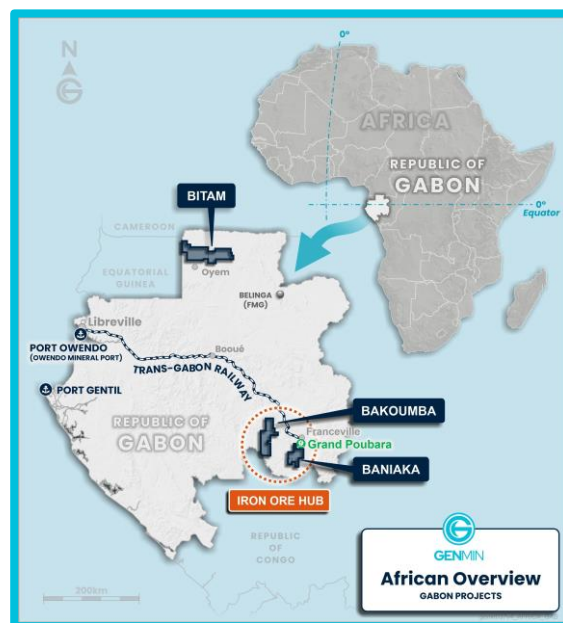 N
0°
AFRICA
REPUBLIC OF
GABON
0°
Equator
BITAM
CAMEROON
EQUATORIAL
GUINEA
Oyem
BELINGA
(FMG)
Libreville
PORT OWENDO
(OWENDO MINERAL PORT)
Booué
TRANS-GABON RAILWAY
PORT GENTIL
REPUBLIC OF
GABON
BAKOUMBA
Franceville
Grand Poubara
BANIAKA
IRON ORE HUB
REPUBLIC
OF
CONGO
200km
GENMIN
African Overview
GABON PROJECTS